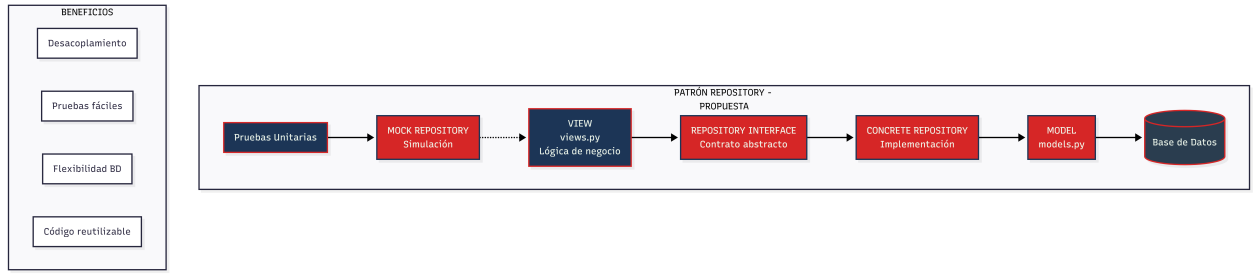 BENEFICIOS
Desacoplamiento
Pruebas fáciles
Flexibilidad BD
Código reutilizable
PATRÓN REPOSITORY -
PROPUESTA
Pruebas Unitarias
MOCK REPOSITORY
Simulación
VIEW
views.py
Lógica de negocio
REPOSITORY INTERFACE
Contrato abstracto
CONCRETE REPOSITORY
Implementación
MODEL
models.py
Base de Datos